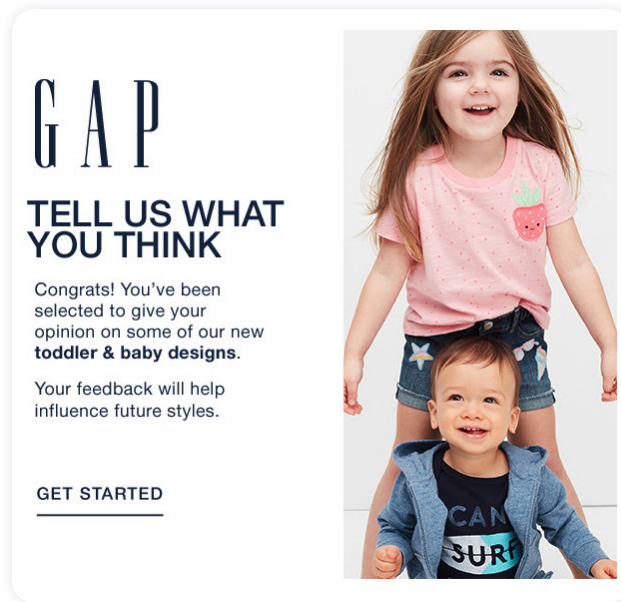 GAP
TELL US WHAT
YOU THINK
Congrats! You’ve been
selected to give your
opinion on some of our new
toddler & baby designs.
Your feedback will help
influence future styles.
GET STARTED
CAN
SURF